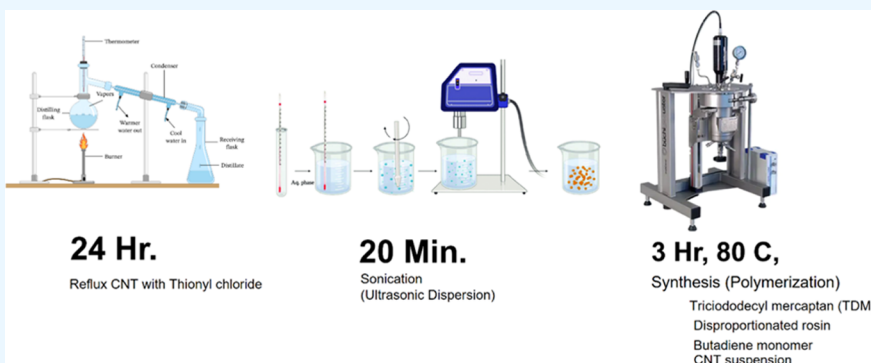 Thermometer
Condenser
Vapors
Distilling
flask
Warmer
water out
Cool
water in
Receiving
flask
Burner
Distillate
Aq. phase
24 Hr.
Reflux CNT with Thionyl chloride
20 Min.
Sonication
(Ultrasonic Dispersion)
3 Hr, 80 C,
Synthesis (Polymerization)
Triciododecyl mercaptan (TDM
Disproportionated rosin
Butadiene monomer
CNT suspension